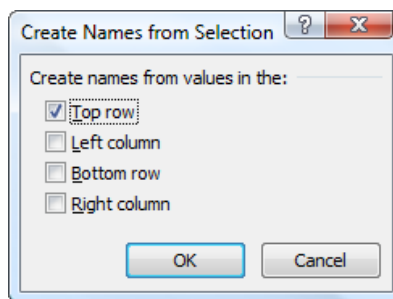 Create Names from Selection
Create names from values in the:
Top row
Left column
Bottom row
Right column
OK Cancel